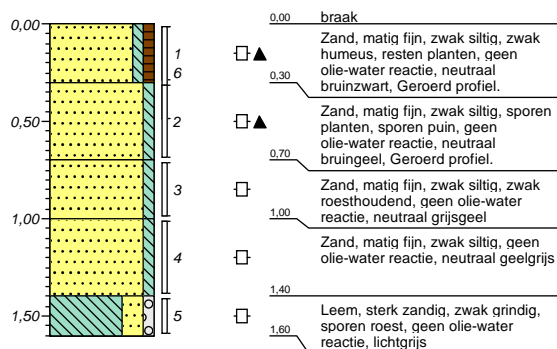 0,00
0,50
1,00
1,50
1
6
2
3
4
5
0,00 braak
Zand, matig fijn, zwak siltig, zwak
humeus, resten planten, geen
olie-water reactie, neutraal
bruinzwart, Geroerd profiel.
0,30
Zand, matig fijn, zwak siltig, sporen
planten, sporen puin, geen
olie-water reactie, neutraal
bruingeel, Geroerd profiel.
0,70
Zand, matig fijn, zwak siltig, zwak
roesthoudend, geen olie-water
reactie, neutraal grijsgeel
1,00
Zand, matig fijn, zwak siltig, geen
olie-water reactie, neutraal geelgrijs
1,40
Leem, sterk zandig, zwak grindig,
sporen roest, geen olie-water
reactie, lichtgrijs
1,60